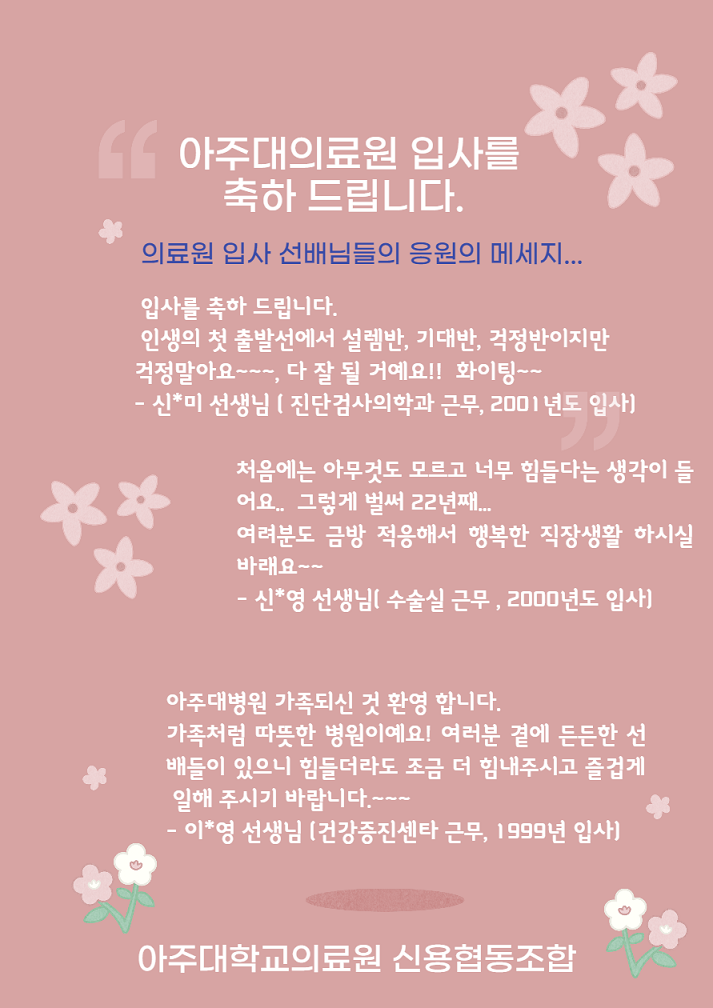 아주대의료원 입사를
축하 드립니다.
의료원 입사 선배님들의 응원의 메세지...
입사를 축하 드립니다.
인생의 첫 출발선에서 설렘반, 기대반, 걱정반이지만
걱정말아요~~~, 다 잘 될 거예요!! 화이팅~~
- 신*미 선생님 ( 진단검사의학과 근무, 2001년도 입사)
처음에는 아무것도 모르고 너무 힘들다는 생각이 들
어요.. 그렇게 벌써 22년째...
여려분도 금방 적응해서 행복한 직장생활 하시실
바래요~~
- 신*영 선생님( 수술실 근무 , 2000년도 입사)
아주대병원 가족되신 것 환영 합니다.
가족처럼 따뜻한 병원이예요! 여러분 곁에 든든한 선
배들이 있으니 힘들더라도 조금 더 힘내주시고 즐겁게
일해 주시기 바랍니다.~~~
- 이*영 선생님 (건강증진센타 근무, 1999년 입사)
아주대학교의료원 신용협동조합